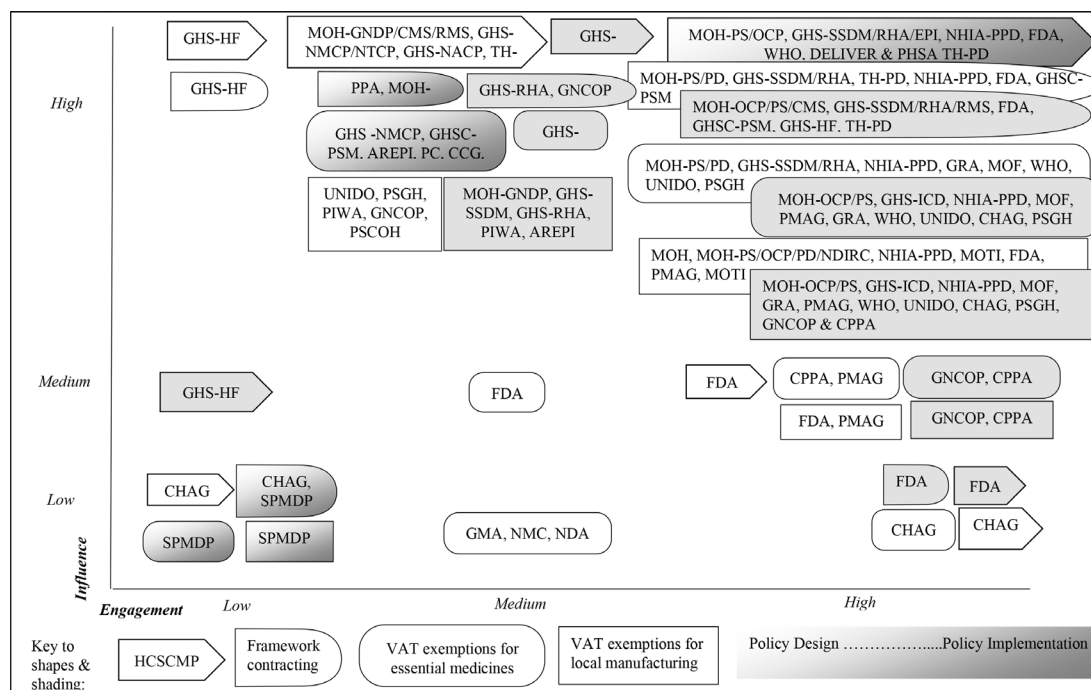 GHS-HF
MOH-GNDP/CMS/RMS, GHS-
NMCP/NTCP, GHS-NACP, TH-
GHS-
MOH-PS/OCP, GHS-SSDM/RHA/EPI, NHIA-PPD, FDA,
WHO, DELIVER & PHSA TH-PD
High
GHS-HF
PPA, MOH-
GHS-RHA, GNCOP
MOH-PS/PD, GHS-SSDM/RHA, TH-PD, NHIA-PPD, FDA, GHSC-
PSM
MOH-OCP/PS/CMS, GHS-SSDM/RHA/RMS, FDA,
GHSC-PSM, GHS-HF, TH-PD
GHS -NMCP, GHSC-
PSM, AREPI, PC, CCG,
GHS-
MOH-PS/PD, GHS-SSDM/RHA, NHIA-PPD, GRA, MOF, WHO,
UNIDO, PSGH
UNIDO, PSGH,
PIWA, GNCOP,
PSCOH
MOH-GNDP, GHS-
SSDM, GHS-RHA,
PIWA, AREPI
MOH-OCP/PS, GHS-ICD, NHIA-PPD, MOF,
PMAG, GRA, WHO, UNIDO, CHAG, PSGH
MOH, MOH-PS/OCP/PD/NDIRC, NHIA-PPD, MOTI, FDA,
PMAG, MOTI
MOH-OCP/PS, GHS-ICD, NHIA-PPD, MOF,
GRA, PMAG, WHO, UNIDO, CHAG, PSGH,
GNCOP & CPPA
Medium
GHS-HF
FDA
FDA
CPPA, PMAG
GNCOP, CPPA
FDA, PMAG
GNCOP, CPPA
Low
CHAG
CHAG,
SPMDP
FDA
FDA
SPMDP
SPMDP
GMA, NMC, NDA
CHAG
CHAG
Influence
Engagement
Low
Medium
High
Key to
shapes &
shading:
HCSCMP
Framework
contracting
VAT exemptions for
essential medicines
VAT exemptions for
local manufacturing
Policy Design ……………....Policy Implementation